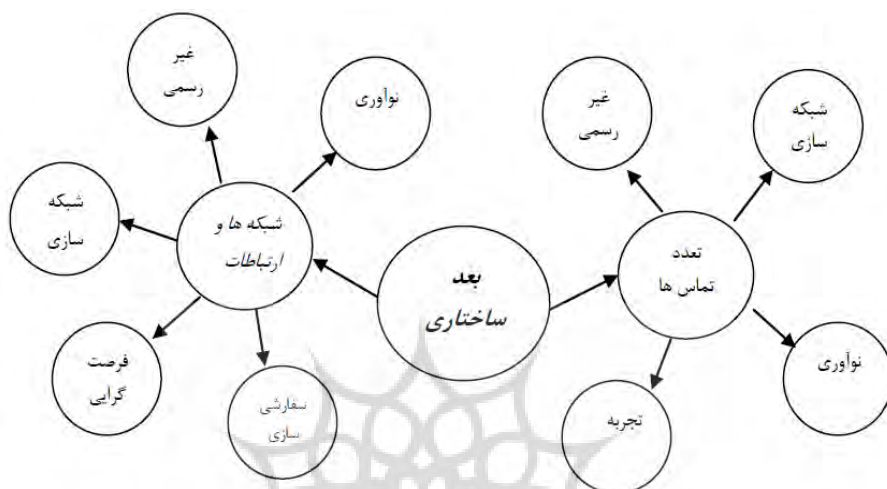 غیر
رسمی
نوآوری
شبکه
سازی
شبکه ها و
ارتباطات
فرصت
گرایی
سفارشی
سازی
بعد
ساختاری
غیر
رسمی
شبکه
سازی
تعدد
تماس ها
نوآوری
تجربه